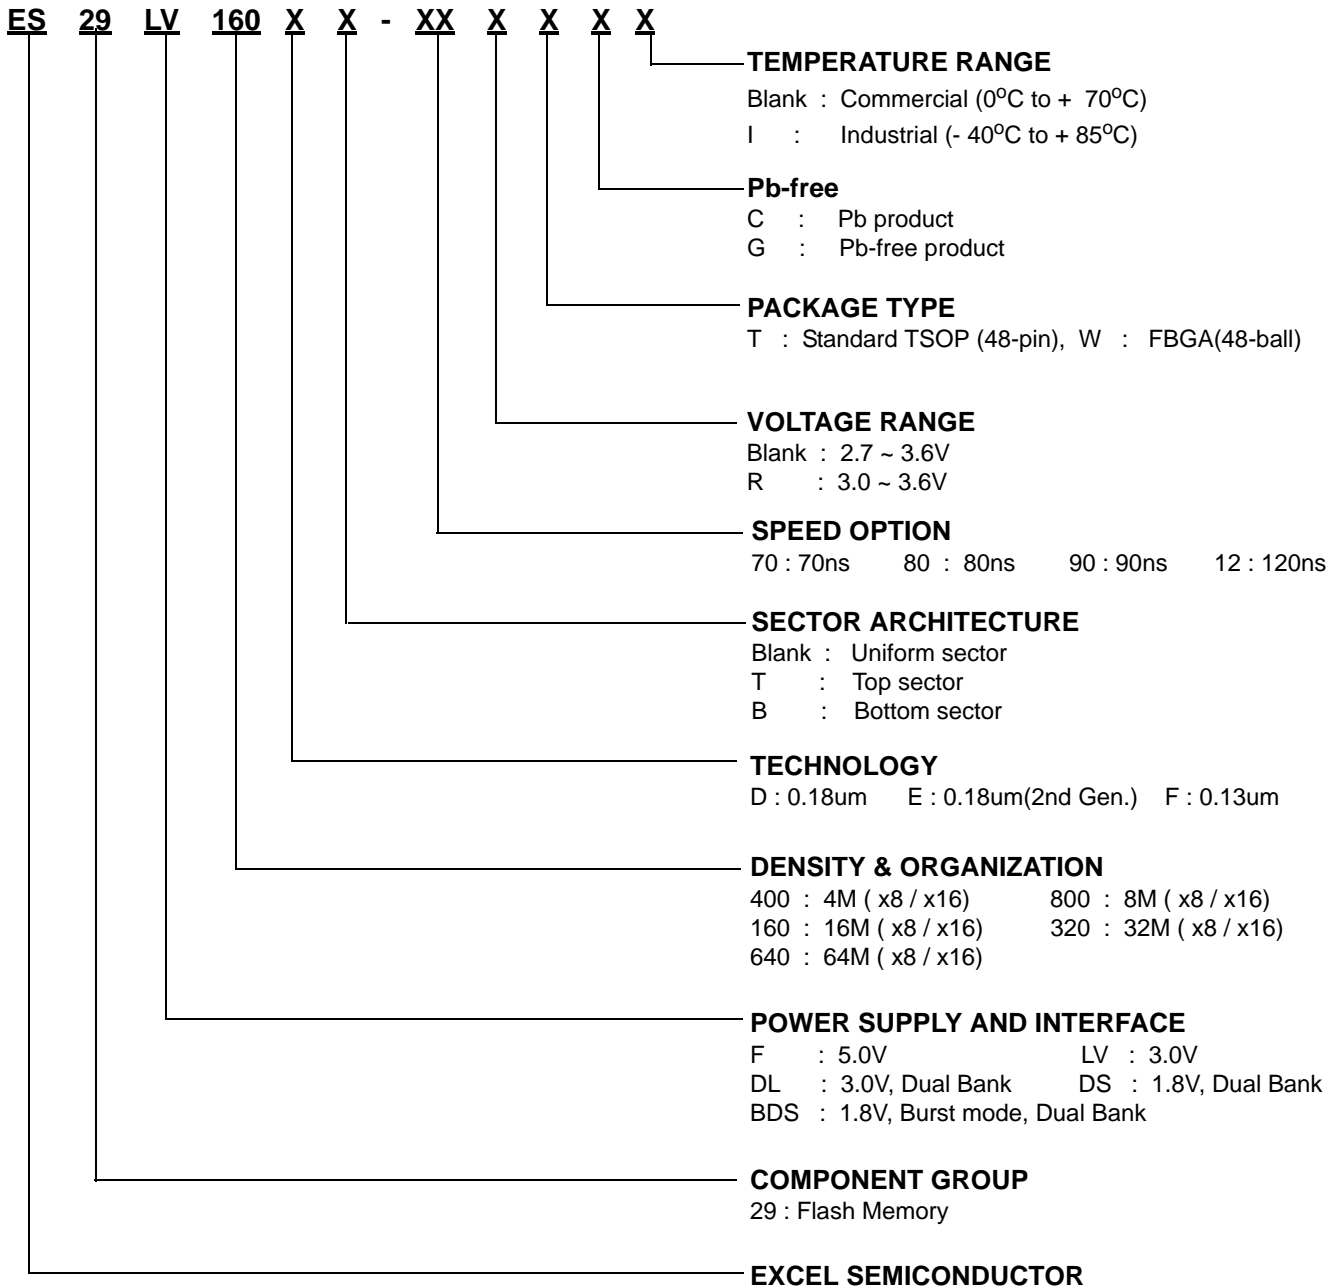 ES 29 LV 160 X X - XX X X X X
TEMPERATURE RANGE
Blank : Commercial (0oC to + 70oC)
I : Industrial (- 40oC to + 85oC)
Pb-free
C : Pb product
G : Pb-free product
PACKAGE TYPE
T : Standard TSOP (48-pin), W : FBGA(48-ball)
VOLTAGE RANGE
Blank : 2.7 ~ 3.6V
R : 3.0 ~ 3.6V
SPEED OPTION
70 : 70ns 80 : 80ns 90 : 90ns 12 : 120ns
SECTOR ARCHITECTURE
Blank : Uniform sector
T : Top sector
B : Bottom sector
TECHNOLOGY
D : 0.18um E : 0.18um(2nd Gen.) F : 0.13um
DENSITY & ORGANIZATION
400 : 4M ( x8 / x16) 800 : 8M ( x8 / x16)
160 : 16M ( x8 / x16) 320 : 32M ( x8 / x16)
640 : 64M ( x8 / x16)
POWER SUPPLY AND INTERFACE
F : 5.0V LV : 3.0V
DL : 3.0V, Dual Bank DS : 1.8V, Dual Bank
BDS : 1.8V, Burst mode, Dual Bank
COMPONENT GROUP
29 : Flash Memory
EXCEL SEMICONDUCTOR